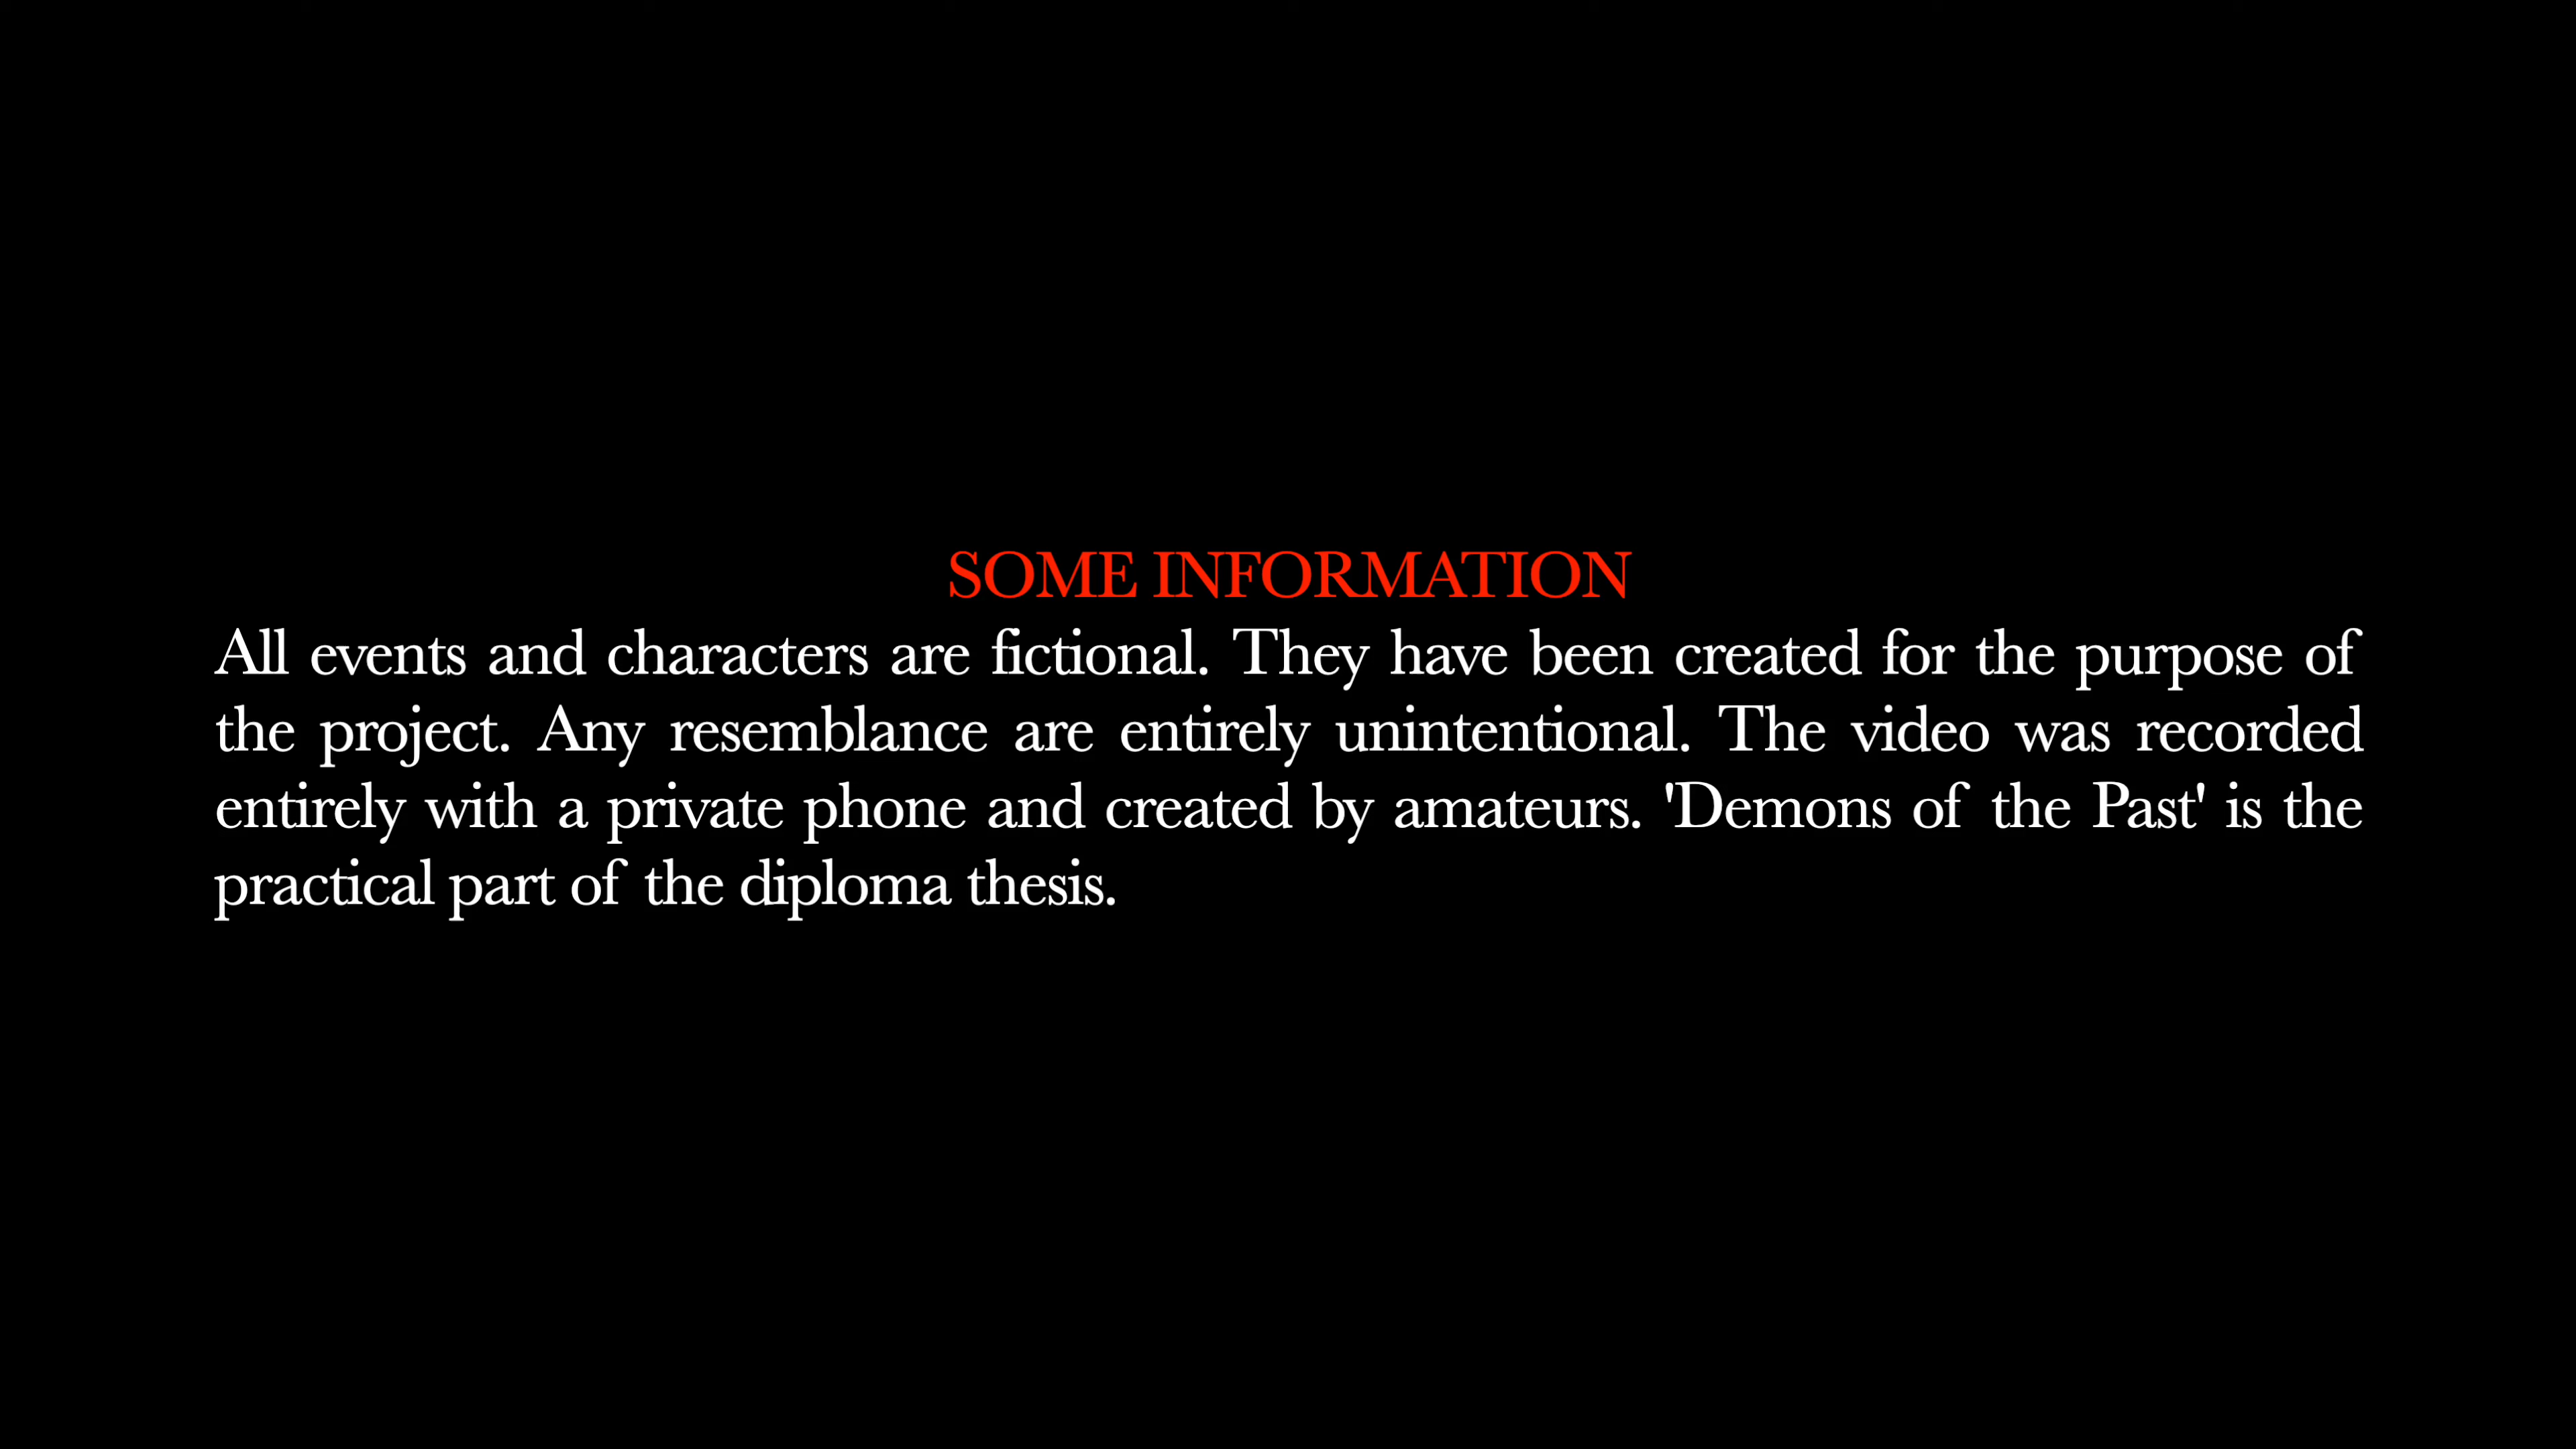 SOME INFORMATION
All events and characters are fictional. They have been created for the purpose of
the project. Any resemblance are entirely unintentional. The video was recorded
entirely with a private phone and created by amateurs. 'Demons of the Past' is the
practical part of the diploma thesis.